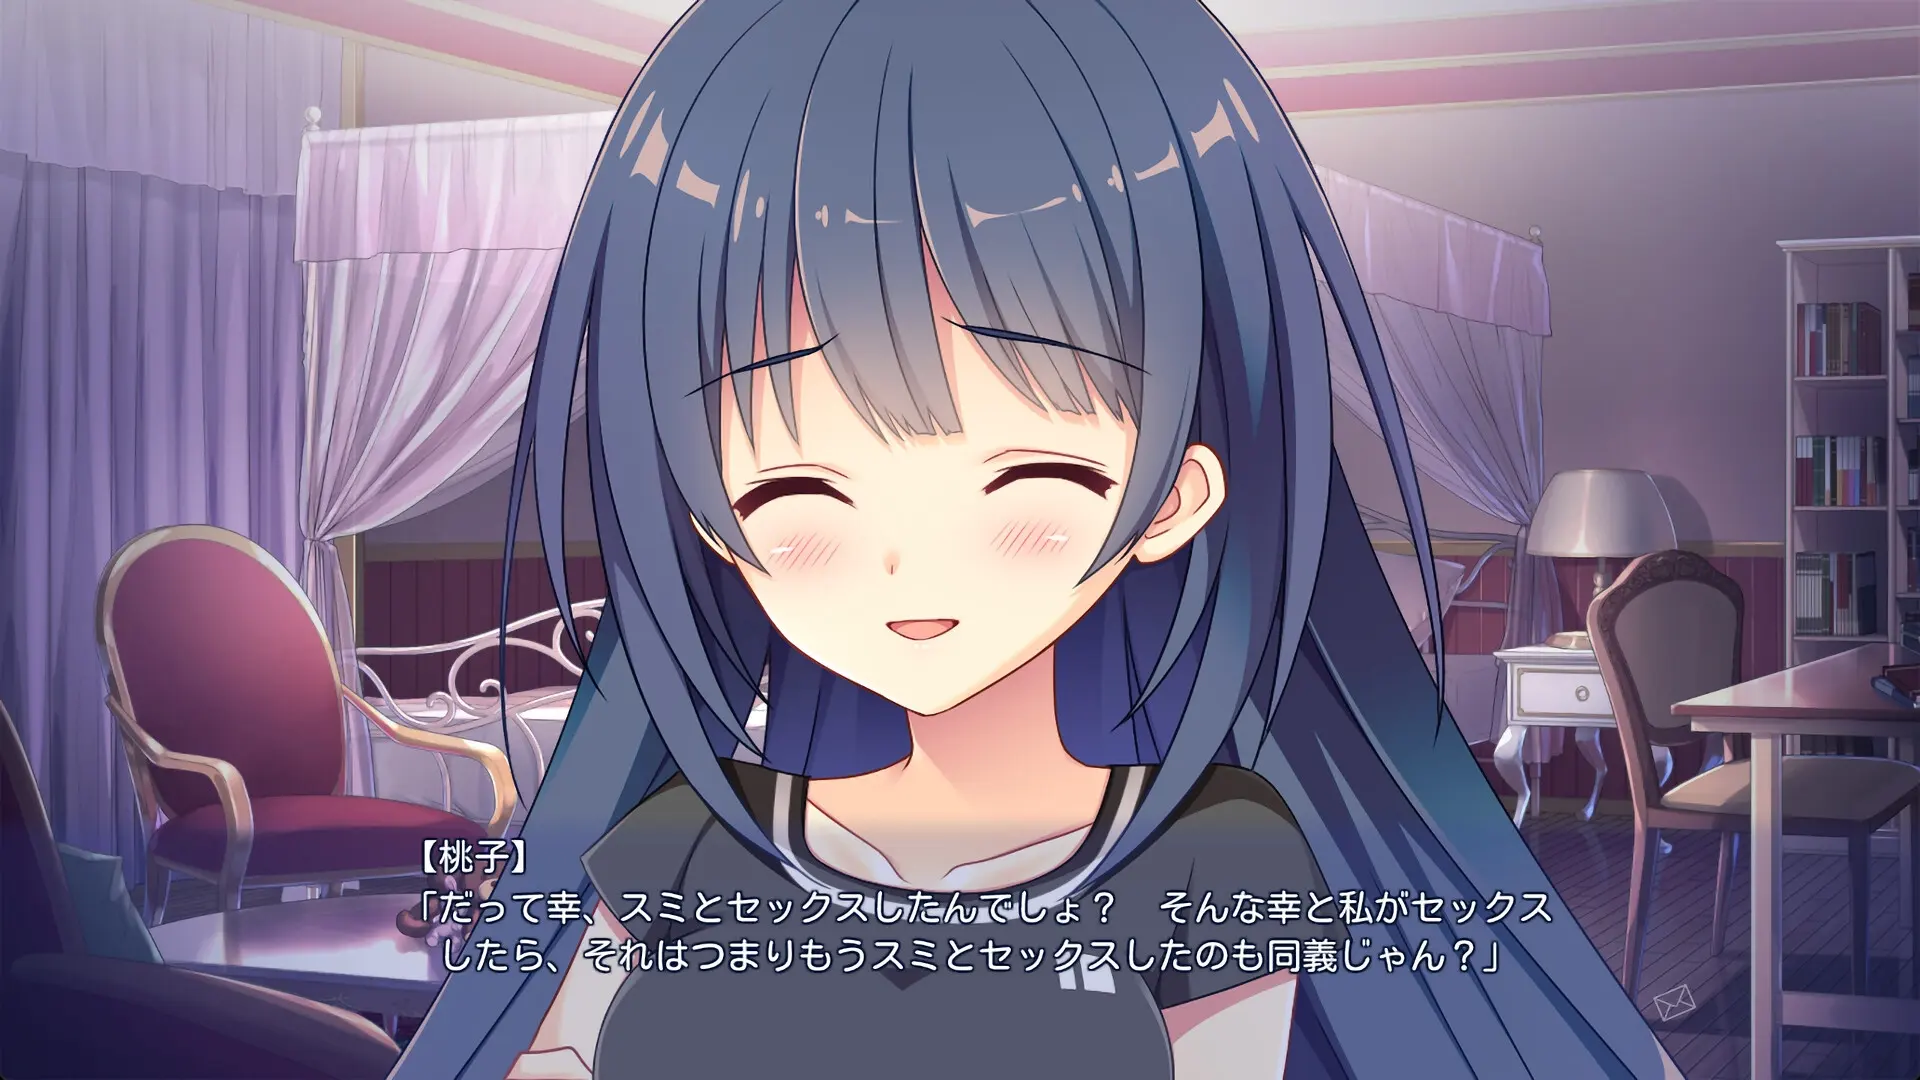 【桃子】
「だって幸、スミとセックスしたんでしょ？　そんな幸と私がセックス
したら、それはつまりもうスミとセックスしたのも同義じゃん？」